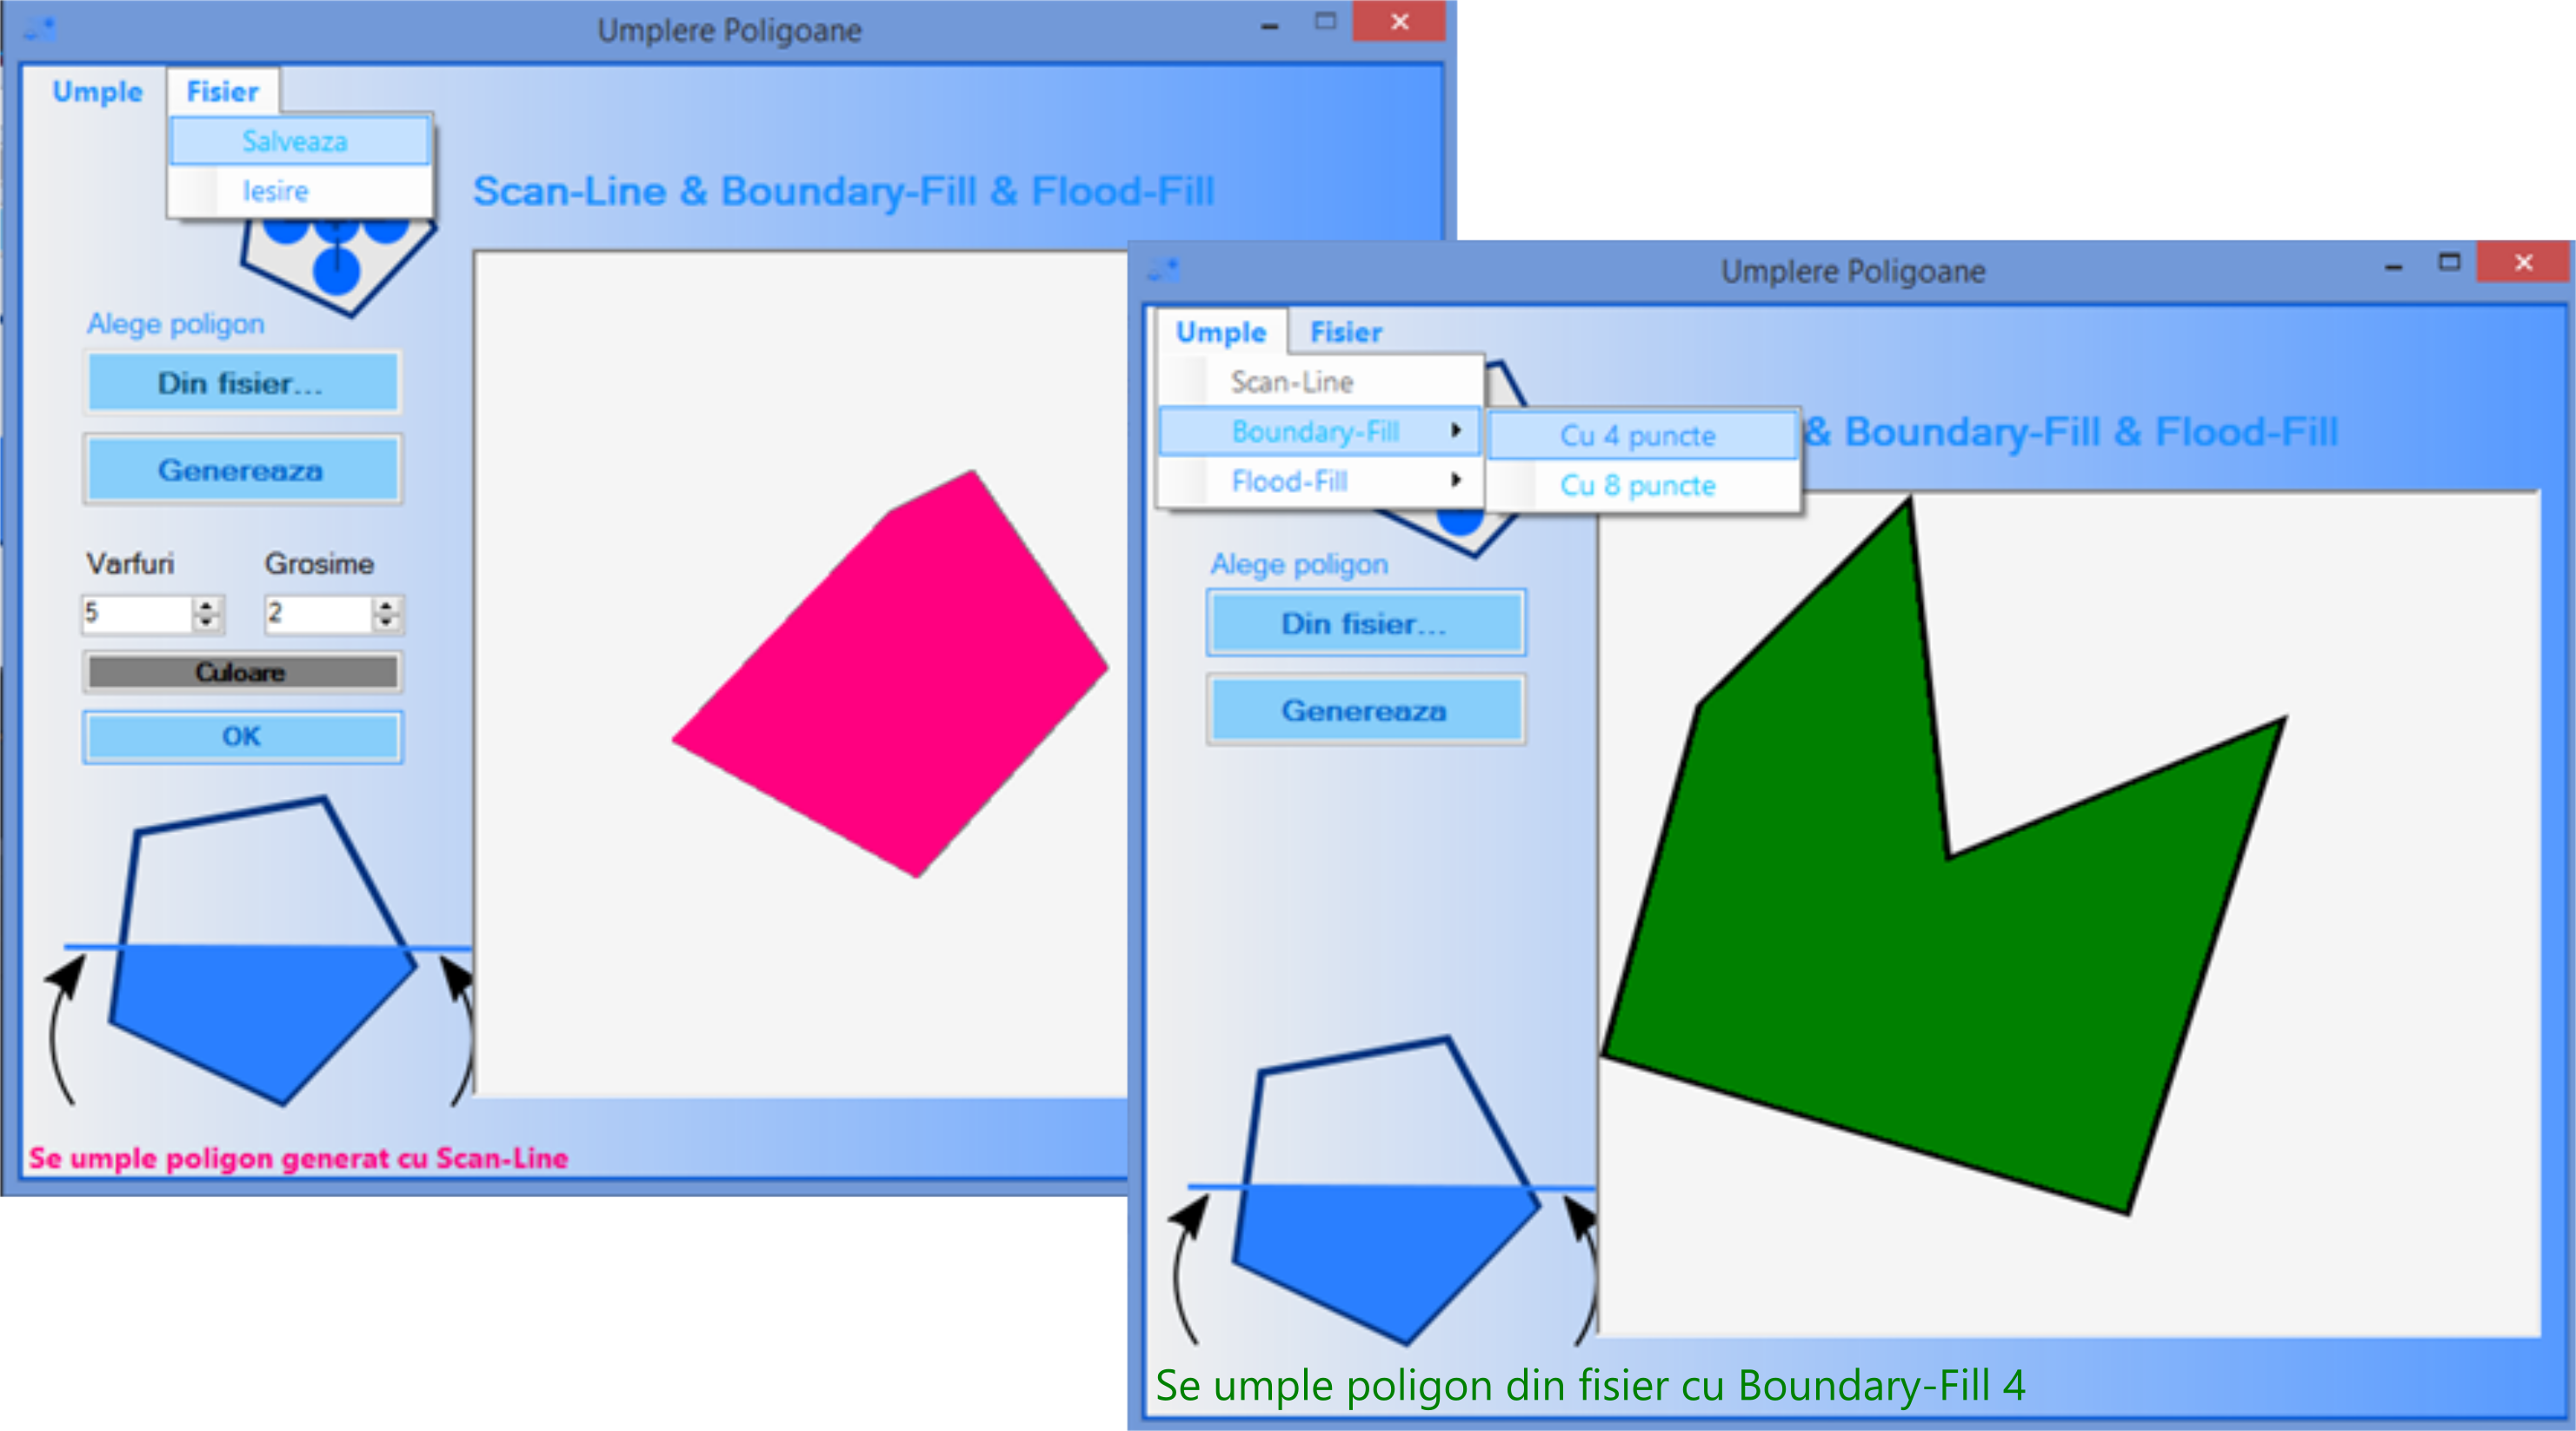 Umplere Poligoane
Umple Fisier
Salveaza
Iesire
Scan-Line & Boundary-Fill & Flood-Fill
Alege poligon
Din fisier...
Genereaza
Varfuri Grosime
5 2
Culoare
OK
Se umple poligon generat cu Scan-Line
Umplere Poligoane
Umple Fisier
Scan-Line
Boundary-Fill Cu 4 puncte & Boundary-Fill & Flood-Fill
Flood-Fill Cu 8 puncte
Alege poligon
Din fisier...
Genereaza
Se umple poligon din fisier cu Boundary-Fill 4